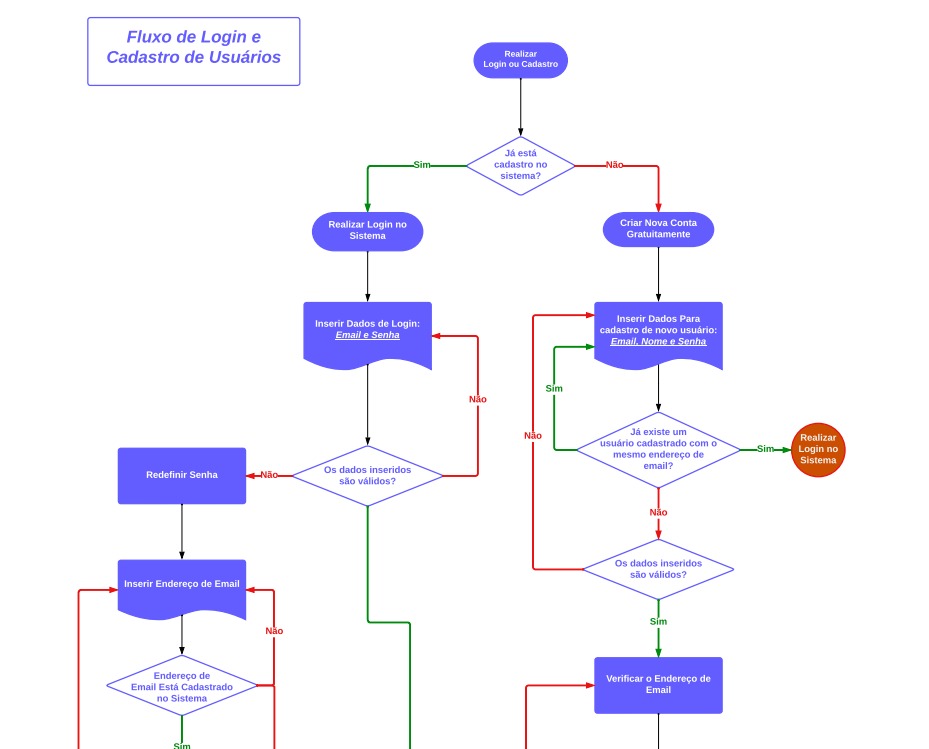 Fluxo de Login e
Cadastro de Usuários
Realizar
Login ou Cadastro
Já está
cadastro no
sistema?
Sim
Não
Realizar Login no
Sistema
Criar Nova Conta
Gratuitamente
Inserir Dados de Login:
Email e Senha
Inserir Dados Para
cadastro de novo usuário:
Email, Nome e Senha
Sim
Não
Não
Já existe um
usuário cadastrado com o
mesmo endereço de
email?
Sim
Realizar
Login no
Sistema
Redefinir Senha
Não
Os dados inseridos
são válidos?
Não
Os dados inseridos
são válidos?
Inserir Endereço de Email
Sim
Não
Endereço de
Email Está Cadastrado
no Sistema
Verificar o Endereço de
Email
Sim